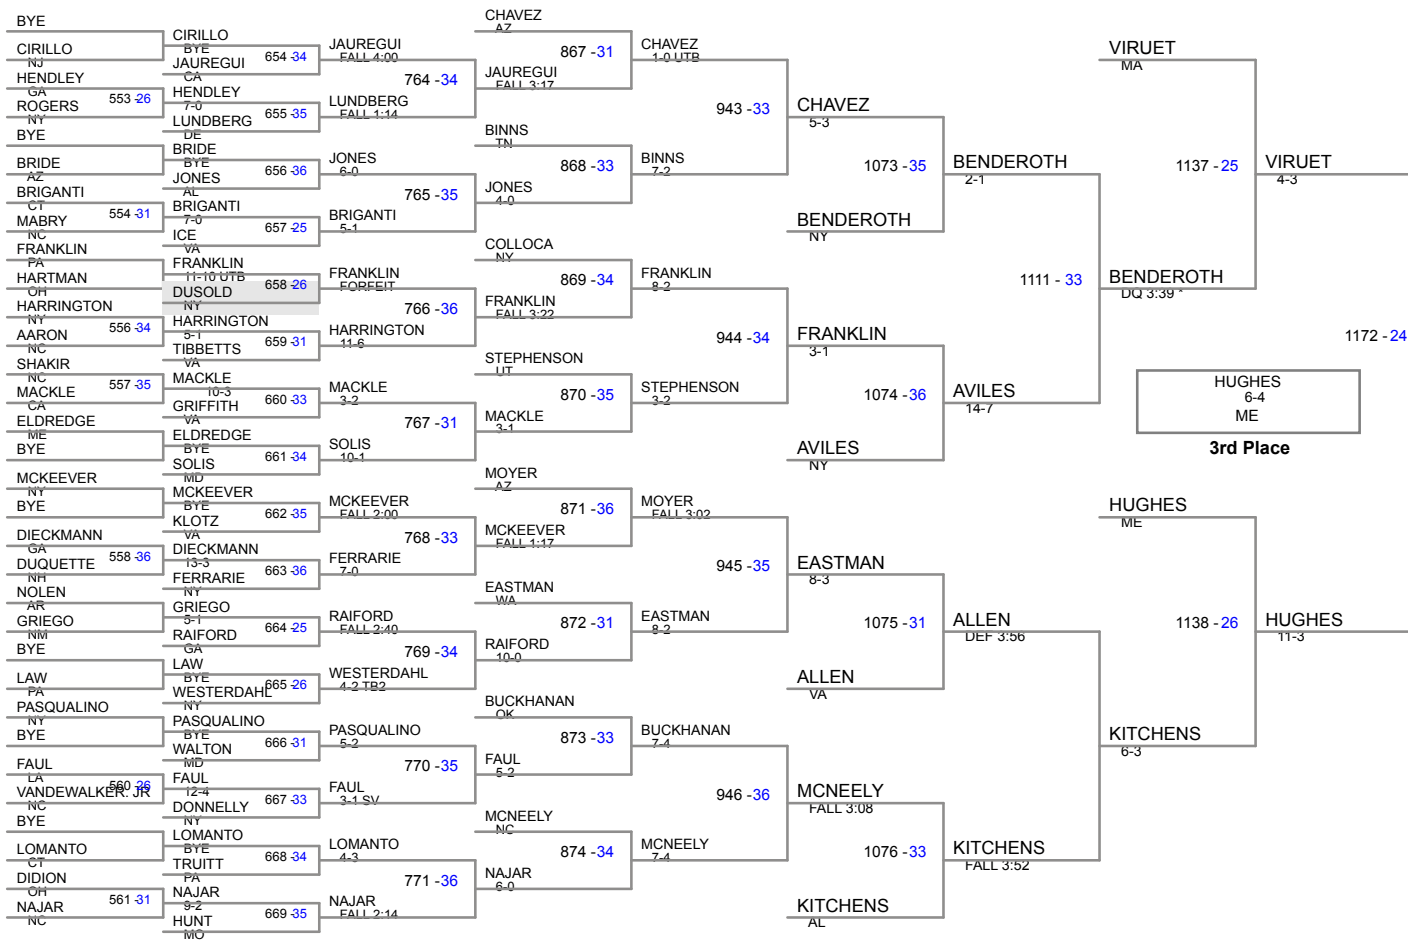 BYE
CIRILLO
NJ
HENDLEY
GA
553 -26
ROGERS
NY
BYE
BRIDE
AZ
BRIGANTI
CT
554 -31
MABRY
NC
FRANKLIN
PA
HARTMAN
OH
HARRINGTON
NY
556 -34
AARON
NC
SHAKIR
NC
557 -35
MACKLE
CA
ELDREDGE
ME
BYE
MCKEEVER
NY
BYE
DIECKMANN
GA
558 -36
DUQUETTE
NH
NOLEN
AR
GRIEGO
NM
BYE
LAW
PA
PASQUALINO
NY
BYE
FAUL
LA
560 -26
VANDEWALKER. JR
NC
BYE
LOMANTO
CT
DIDION
OH
561 -31
NAJAR
NC
CIRILLO
BYE
654 -34
JAUREGUI
CA
HENDLEY
7-0
655 -35
LUNDBERG
DE
BRIDE
BYE
656 -36
JONES
AL
BRIGANTI
7-0
657 -25
ICE
VA
FRANKLIN
11-10 UTB
658 -26
DUSOLD
NY
HARRINGTON
5-1
659 -31
TIBBETTS
VA
MACKLE
10-3
660 -33
GRIFFITH
VA
ELDREDGE
BYE
661 -34
SOLIS
MD
MCKEEVER
BYE
662 -35
KLOTZ
VA
DIECKMANN
13-3
663 -36
FERRARIE
NY
GRIEGO
5-1
664 -25
RAIFORD
GA
LAW
BYE
665 -26
WESTERDAHL
NY
PASQUALINO
BYE
666 -31
WALTON
MD
FAUL
12-4
667 -33
DONNELLY
NY
LOMANTO
BYE
668 -34
TRUITT
PA
NAJAR
9-2
669 -35
HUNT
MO
JAUREGUI
FALL 4:00
764 -34
LUNDBERG
FALL 1:14
JONES
6-0
765 -35
BRIGANTI
5-1
FRANKLIN
FORFEIT
766 -36
HARRINGTON
11-6
MACKLE
3-2
767 -31
SOLIS
10-1
MCKEEVER
FALL 2:00
768 -33
FERRARIE
7-0
RAIFORD
FALL 2:40
769 -34
WESTERDAHL
4-2 TB2
PASQUALINO
5-2
770 -35
FAUL
3-1 SV
LOMANTO
4-3
771 -36
NAJAR
FALL 2:14
CHAVEZ
AZ
867 -31
JAUREGUI
FALL 3:17
BINNS
TN
868 -33
JONES
4-0
COLLOCA
NY
869 -34
FRANKLIN
FALL 3:22
STEPHENSON
UT
870 -35
MACKLE
3-1
MOYER
AZ
871 -36
MCKEEVER
FALL 1:17
EASTMAN
WA
872 -31
RAIFORD
10-0
BUCKHANAN
OK
873 -33
FAUL
5-2
MCNEELY
NC
874 -34
NAJAR
6-0
CHAVEZ
1-0 UTB
943 -33
BINNS
7-2
FRANKLIN
8-2
944 -34
STEPHENSON
3-2
MOYER
FALL 3:02
945 -35
EASTMAN
8-2
BUCKHANAN
7-4
946 -36
MCNEELY
7-4
CHAVEZ
5-3
1073 -35
BENDEROTH
NY
FRANKLIN
3-1
1074 -36
AVILES
NY
EASTMAN
8-3
1075 -31
ALLEN
VA
MCNEELY
FALL 3:08
1076 -33
KITCHENS
AL
BENDEROTH
2-1
1111 - 33
AVILES
14-7
ALLEN
DEF 3:56
KITCHENS
FALL 3:52
VIRUET
MA
1137 - 25
BENDEROTH
DQ 3:39 *
HUGHES
ME
1138 - 26
KITCHENS
6-3
VIRUET
4-3
1172 - 24
HUGHES
11-3
HUGHES
6-4
ME
3rd Place